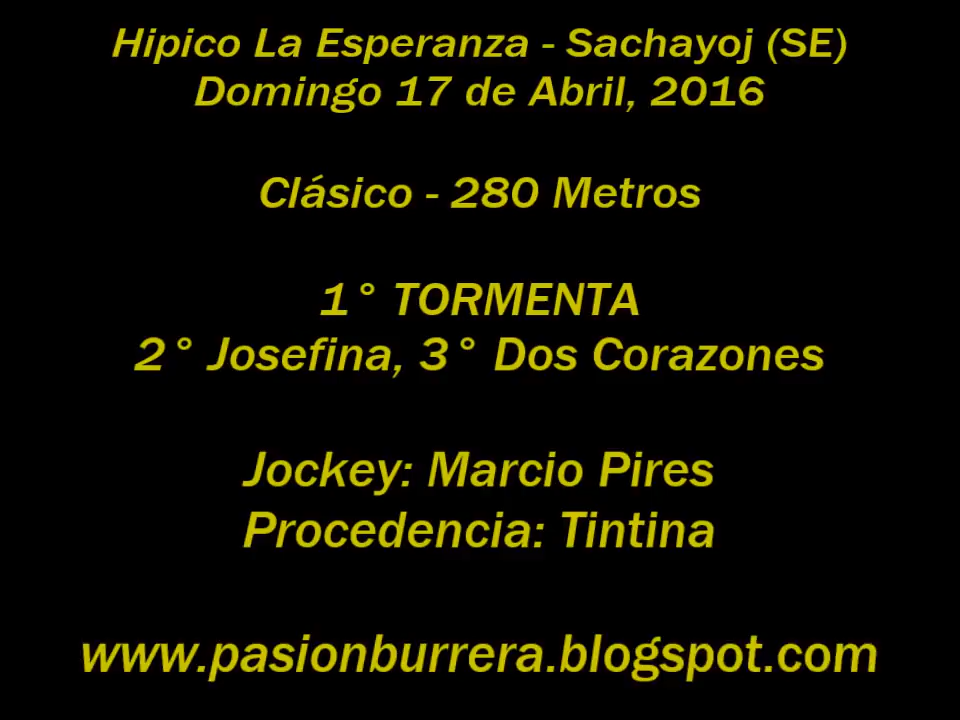 Hipico La Esperanza - Sachayoj (SE)
Domingo 17 de Abril, 2016
Clásico - 280 Metros
1° TORMENTA
2° Josefina, 3° Dos Corazones
Jockey: Marcio Pires
Procedencia: Tintina
www.pasionburrera.blogspot.com